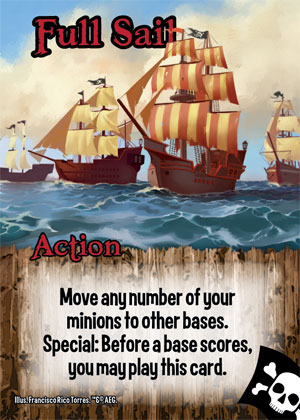 Full Sail
Action
Move any number of your
minions to other bases.
Special: Before a base scores,
you may play this card.
Illus: Francisco Rico Torres. ™© AEG.